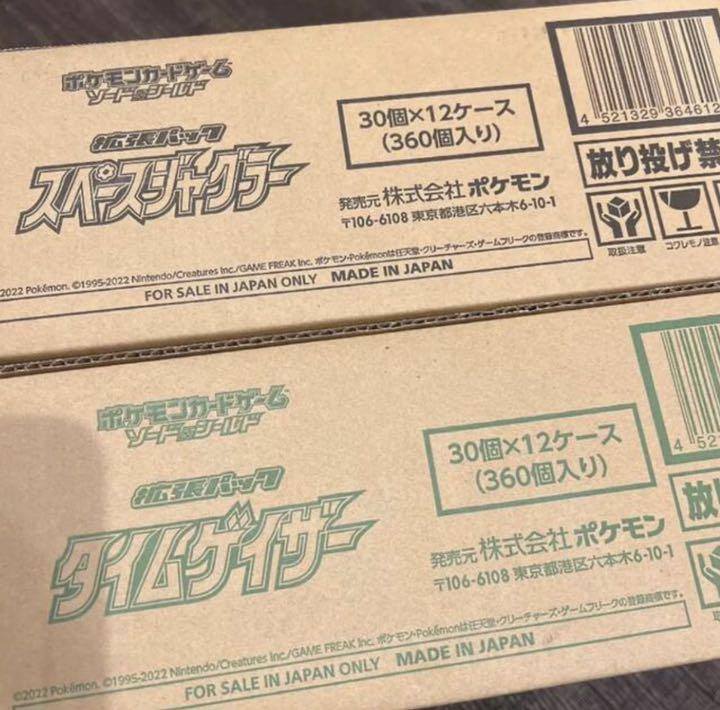 ポケモンカードゲーム
ソード&シールド
拡張パック
スペースジャグラー
30個×12ケース
(360個入り)
発売元 株式会社 ポケモン
〒106-6108 東京都港区六本木6-10-1
4 521329 364612
放り投げ禁
取扱注意
コワレモノ注意
2022 Pokémon. ©1995-2022 Nintendo/Creatures Inc./GAME FREAK Inc. ポケモン・Pokémonは任天堂・クリーチャーズ・ゲームフリークの登録商標です。
FOR SALE IN JAPAN ONLY MADE IN JAPAN
ポケモンカードゲーム
ソード&シールド
拡張パック
タイムゲイザー
30個×12ケース
(360個入り)
発売元 株式会社 ポケモン
〒106-6108 東京都港区六本木6-10-1
4 52
放
©2022 Pokémon. ©1995-2022 Nintendo/Creatures Inc./GAME FREAK Inc. ポケモン・Pokémonは任天堂・クリーチャーズ・ゲームフリークの登録商標です。
FOR SALE IN JAPAN ONLY MADE IN JAPAN